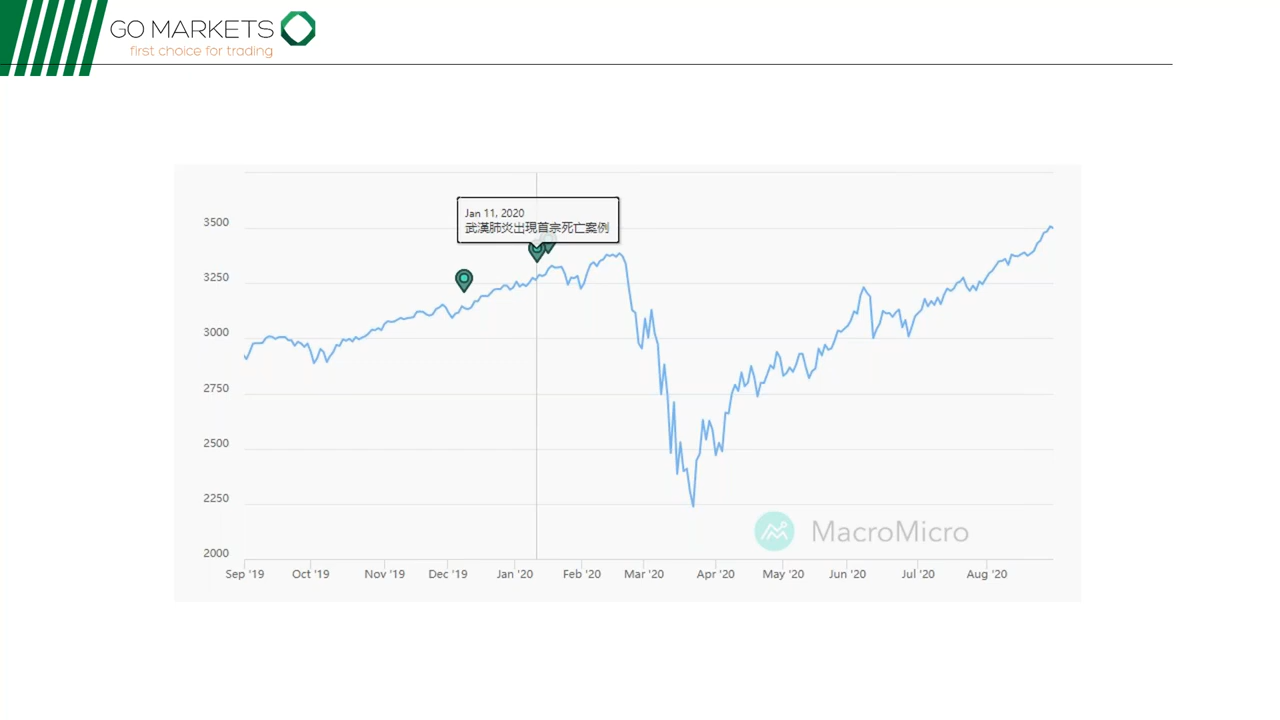 GO MARKETS
first choice for trading
Jan 11, 2020
武漢肺炎出現首宗死亡案例
3500
3250
3000
2750
2500
2250
2000
MacroMicro
Sep '19 Oct '19 Nov '19 Dec '19 Jan '20 Feb '20 Mar '20 Apr '20 May '20 Jun '20 Jul '20 Aug '20